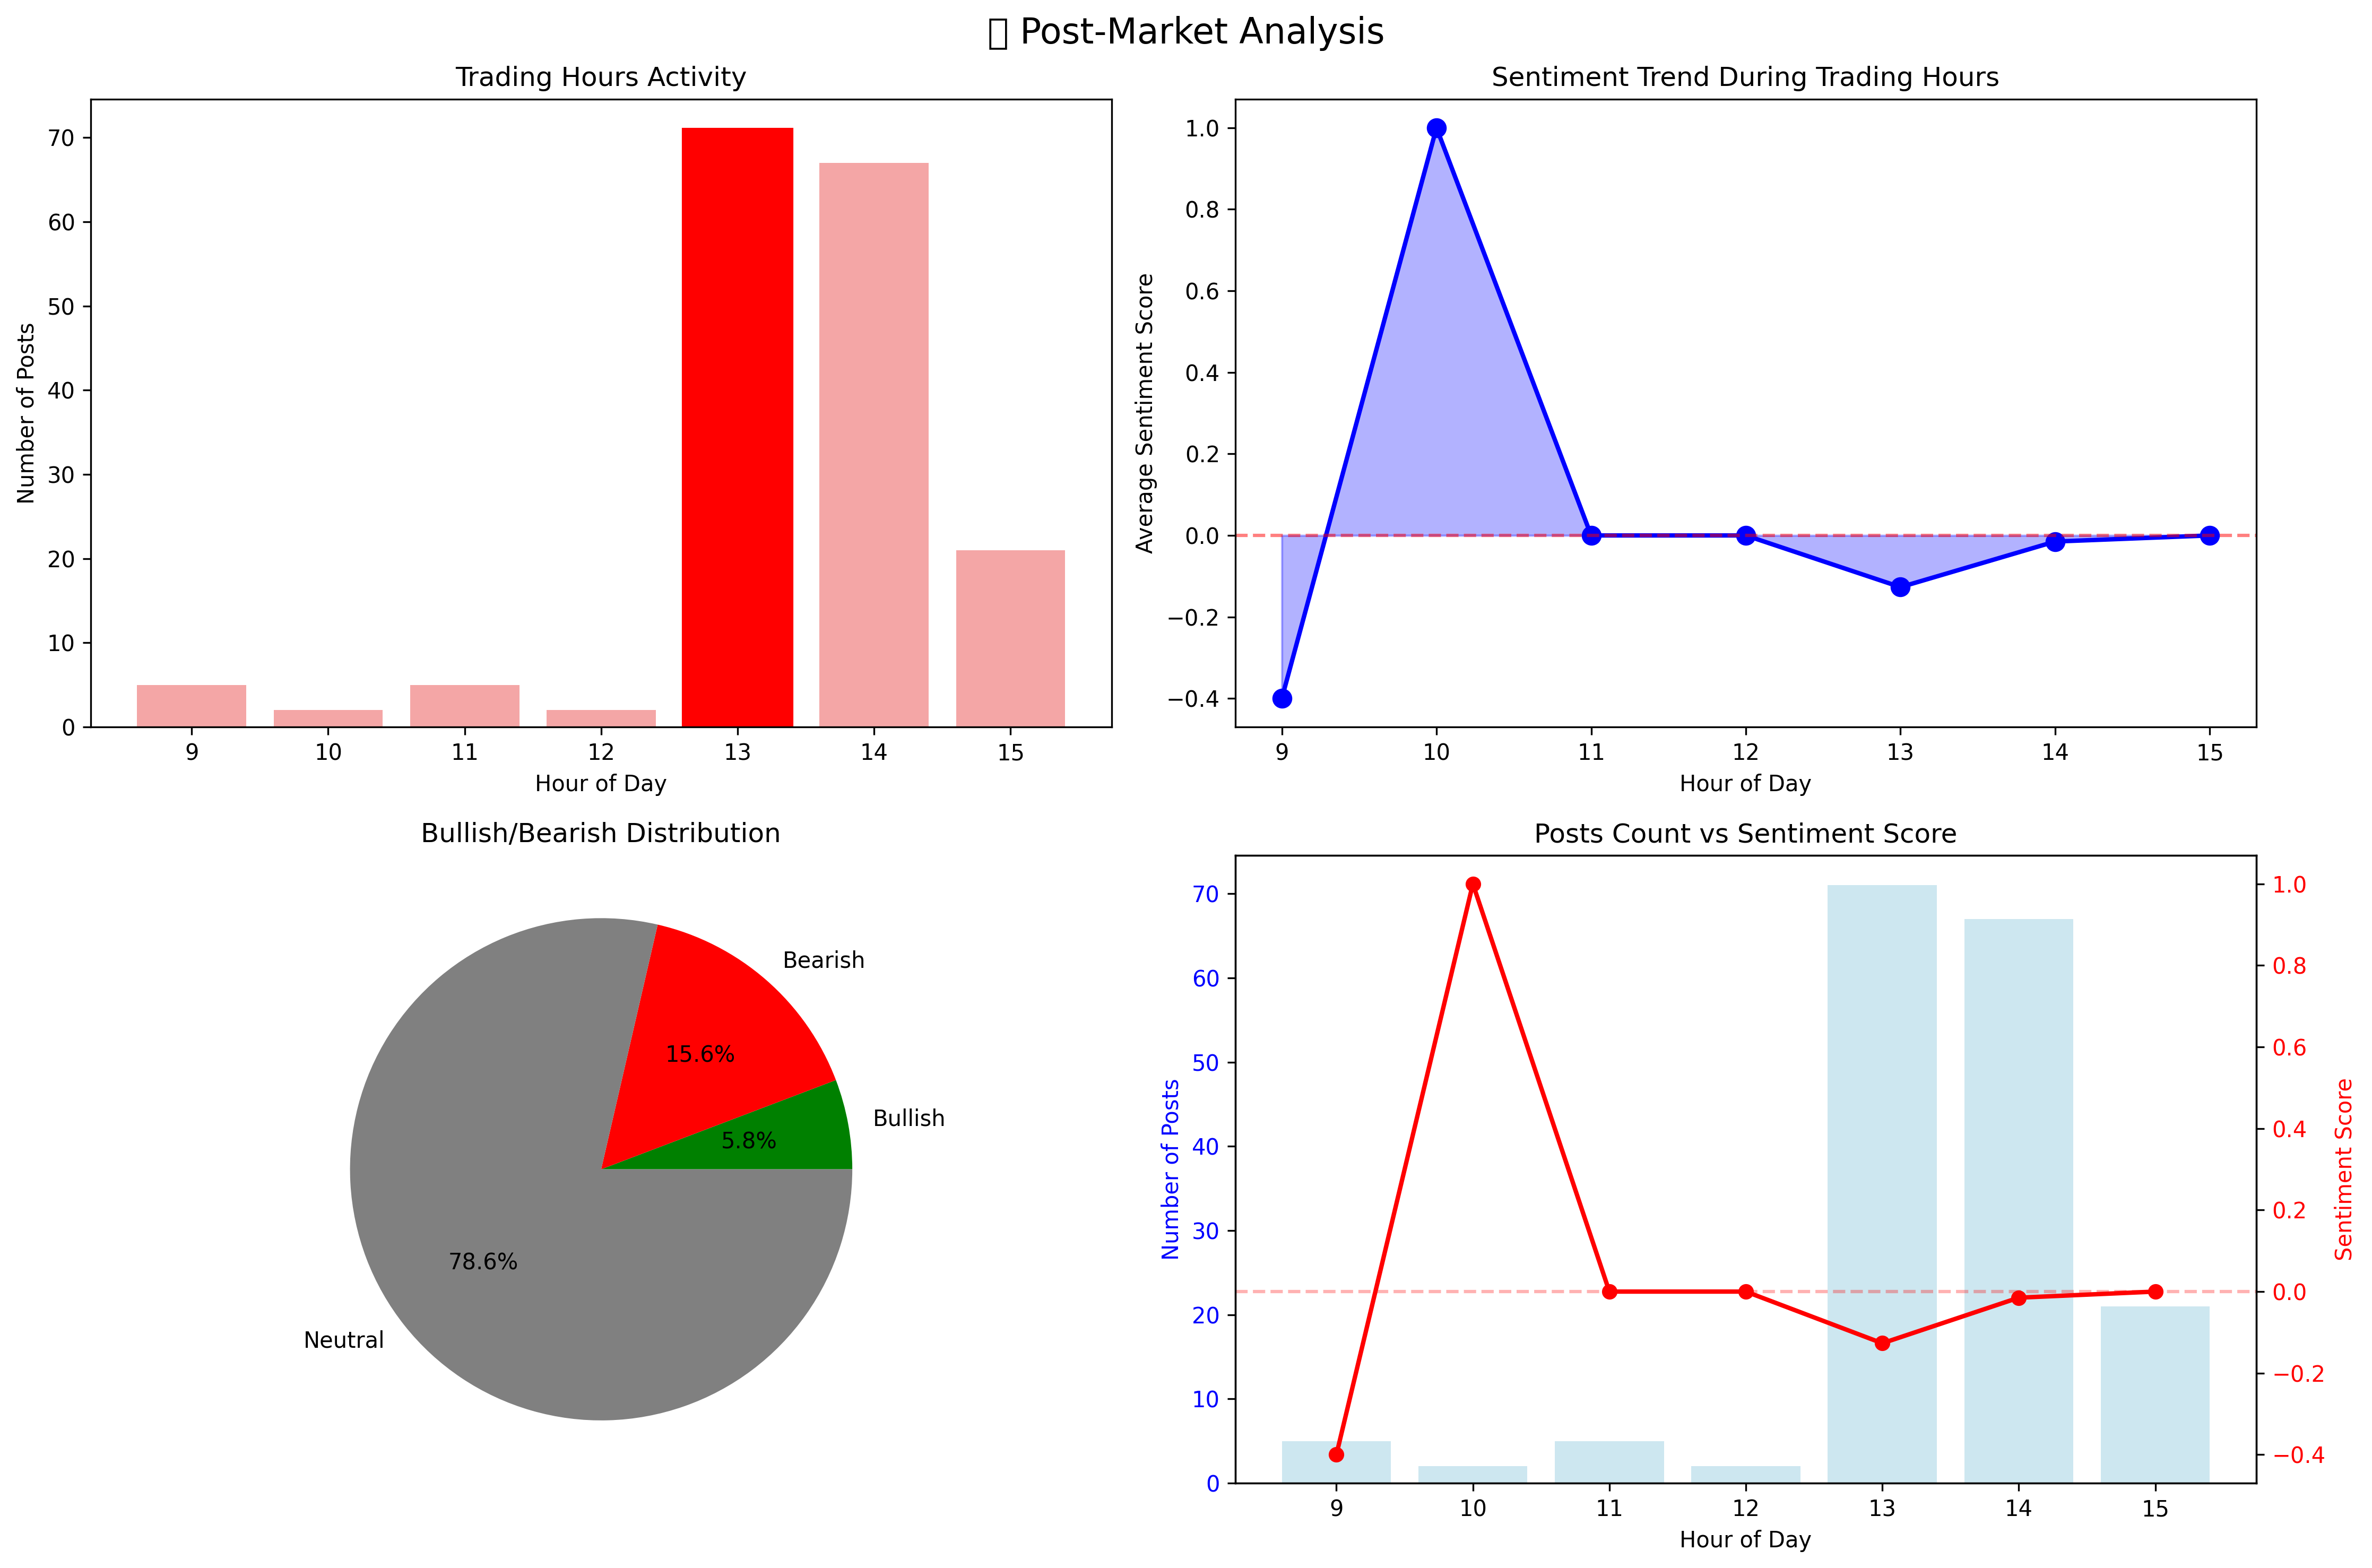 Post-Market Analysis
Trading Hours Activity
Number of Posts
70
60
50
40
30
20
10
0
9 10 11 12 13 14 15
Hour of Day
Sentiment Trend During Trading Hours
Average Sentiment Score
1.0
0.8
0.6
0.4
0.2
0.0
−0.2
−0.4
9 10 11 12 13 14 15
Hour of Day
Bullish/Bearish Distribution
Bearish
15.6%
Bullish
5.8%
78.6%
Neutral
Posts Count vs Sentiment Score
Number of Posts
70
60
50
40
30
20
10
0
1.0
0.8
0.6
0.4
0.2
0.0
−0.2
−0.4
Sentiment Score
9 10 11 12 13 14 15
Hour of Day